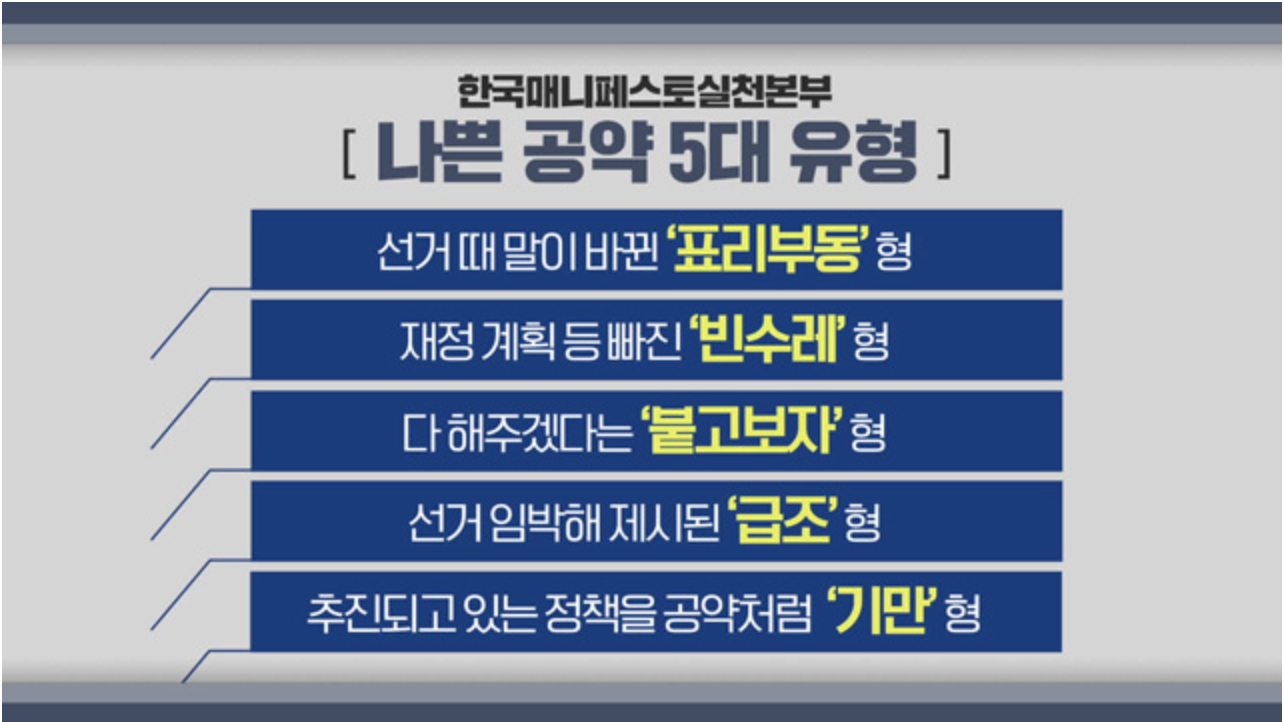 한국매니페스토실천본부
[ 나쁜 공약 5대 유형 ]
선거 때 말이 바뀐 '표리부동' 형
재정 계획 등 빠진 '빈수레' 형
다 해주겠다는 '붙고보자' 형
선거 임박해 제시된 '급조' 형
추진되고 있는 정책을 공약처럼 '기만' 형